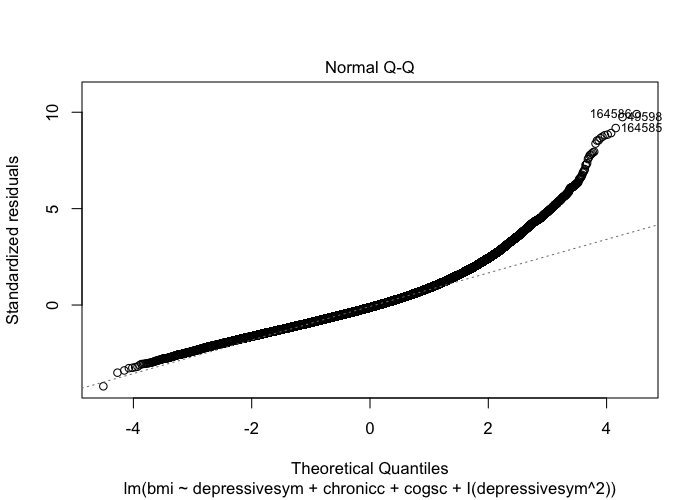 Normal Q-Q
Standardized residuals
10
5
0
164586
49598
164585
-4
-2
0
2
4
Theoretical Quantiles
lm(bmi ~ depressivesym + chronicc + cogsc + I(depressivesym^2))